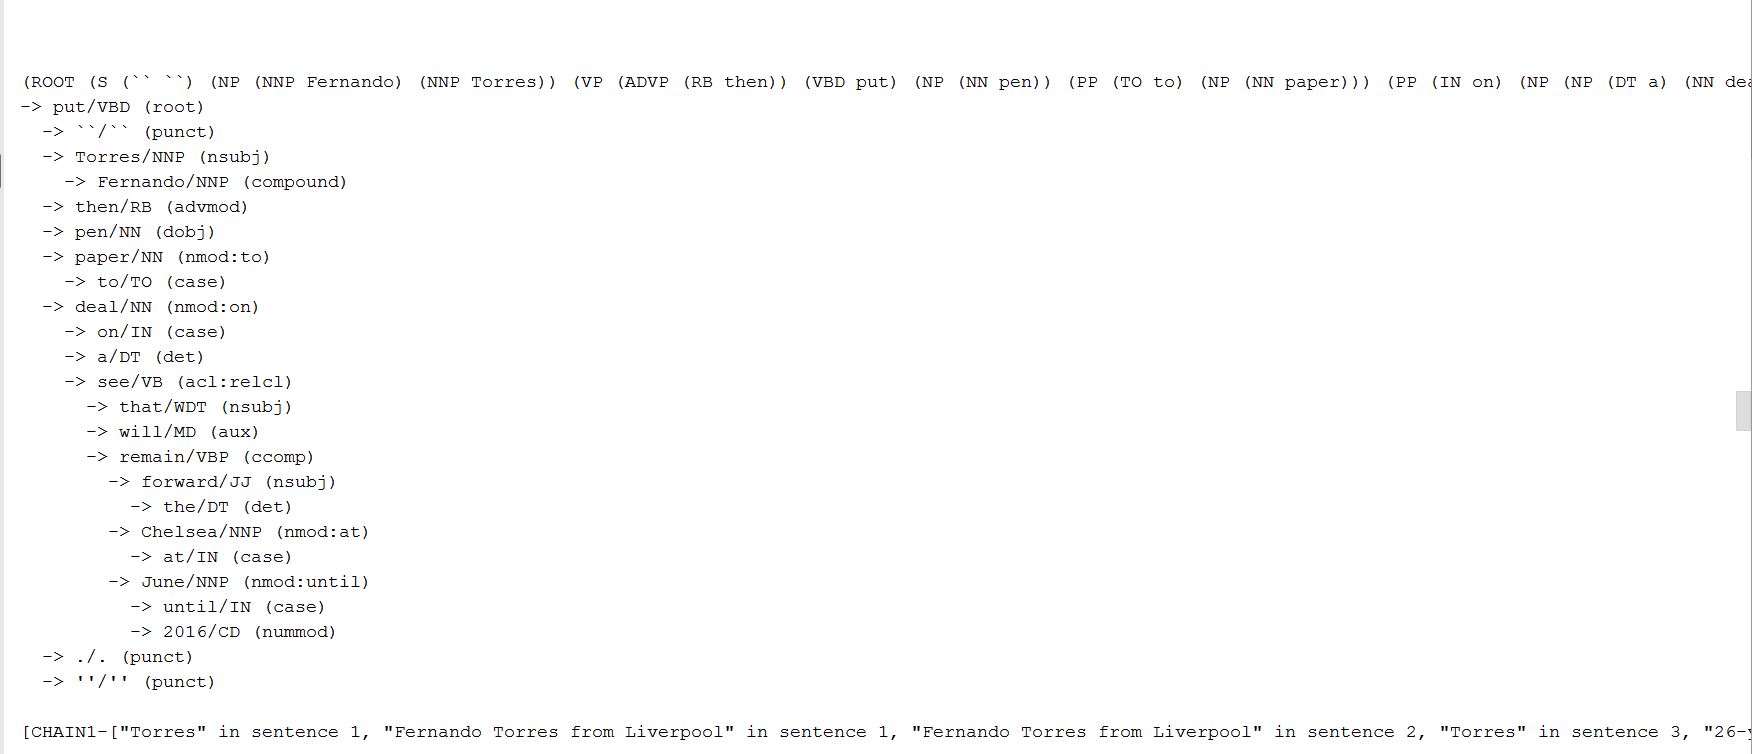 (ROOT (S (`` ``) (NP (NNP Fernando) (NNP Torres)) (VP (ADVP (RB then)) (VBD put) (NP (NN pen)) (PP (TO to) (NP (NN paper))) (PP (IN on) (NP (NP (DT a) (NN dea
-> put/VBD (root)
  -> ``/`` (punct)
  -> Torres/NNP (nsubj)
    -> Fernando/NNP (compound)
  -> then/RB (advmod)
  -> pen/NN (dobj)
  -> paper/NN (nmod:to)
    -> to/TO (case)
  -> deal/NN (nmod:on)
    -> on/IN (case)
    -> a/DT (det)
    -> see/VB (acl:relcl)
      -> that/WDT (nsubj)
      -> will/MD (aux)
      -> remain/VBP (ccomp)
        -> forward/JJ (nsubj)
          -> the/DT (det)
        -> Chelsea/NNP (nmod:at)
          -> at/IN (case)
        -> June/NNP (nmod:until)
          -> until/IN (case)
          -> 2016/CD (nummod)
  -> ./. (punct)
  -> ''/'' (punct)
[CHAIN1-["Torres" in sentence 1, "Fernando Torres from Liverpool" in sentence 1, "Fernando Torres from Liverpool" in sentence 2, "Torres" in sentence 3, "26-